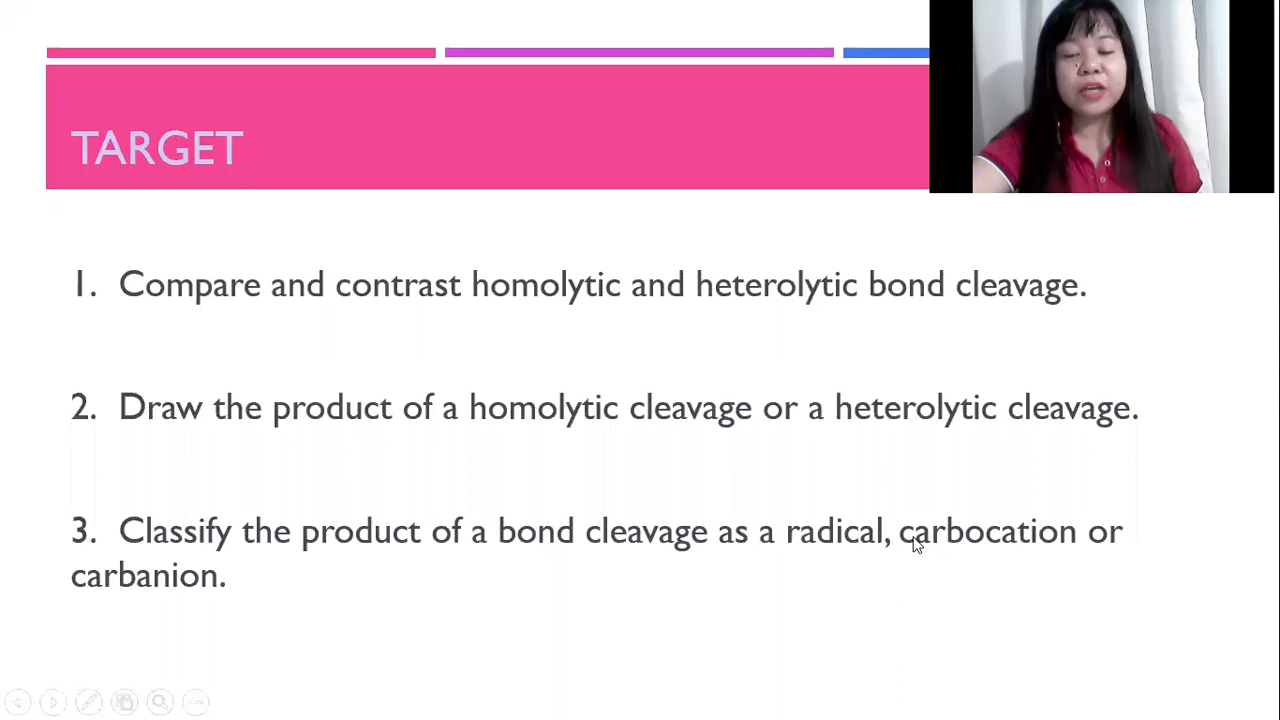 TARGET
1. Compare and contrast homolytic and heterolytic bond cleavage.
2. Draw the product of a homolytic cleavage or a heterolytic cleavage.
3. Classify the product of a bond cleavage as a radical, carbocation or
carbanion.